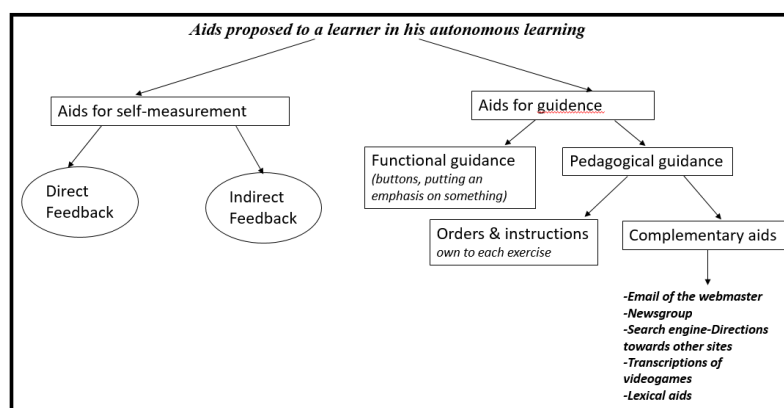 Aids proposed to a learner in his autonomous learning
Aids for self-measurement
Aids for guidence
Direct
Feedback
Indirect
Feedback
Functional guidance
(buttons, putting an
emphasis on something)
Pedagogical guidance
Orders & instructions
own to each exercise
Complementary aids
-Email of the webmaster
-Newsgroup
-Search engine-Directions
towards other sites
-Transcriptions of
videogames
-Lexical aids